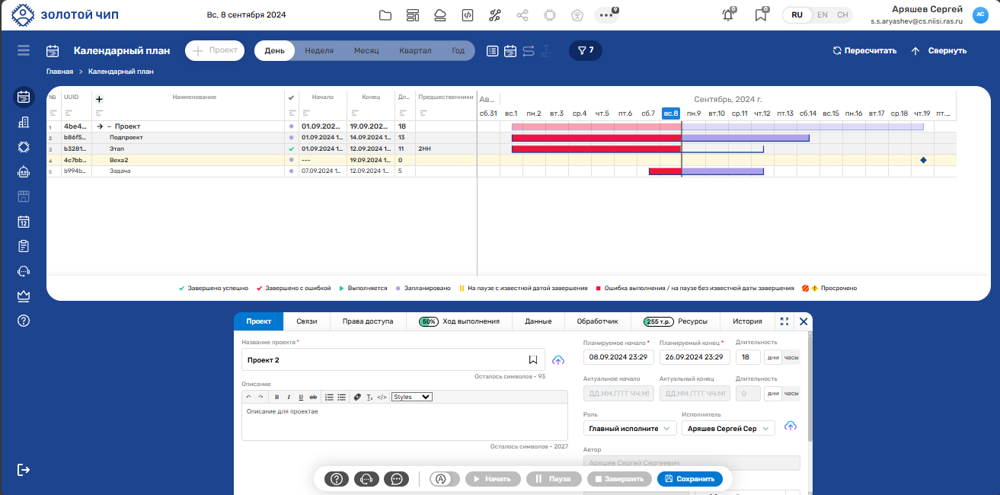 ЗОЛОТОЙ ЧИП
Вс, 8 сентября 2024
9
0
0
RU EN CH
Аряшев Сергей
s.s.aryashev@cs.niisi.ras.ru
АС
Календарный план
Проект
День Неделя Месяц Квартал Год
7
Пересчитать
Свернуть
Главная > Календарный план
№ UUID Наименование Начало Конец Дл... Предшественники
Ав... Сентябрь, 2024 г.
сб.31 вс.1 пн.2 вт.3 ср.4 чт.5 пт.6 сб.7 вс.8 пн.9 вт.10 ср.11 чт.12 пт.13 сб.14 вс.15 пн.16 вт.17 ср.18 чт.19 пт...
1 4be4... − Проект 01.09.202... 19.09.202... 18
2 b86f5... Подпроект 01.09.2024 1... 14.09.2024 1... 13
3 b3281... Этап 01.09.2024 1... 12.09.2024 1... 11 2НН
4 4c7bb... Веха2 --- 19.09.2024 1... 0
5 b994b... Задача 07.09.2024 1... 12.09.2024 1... 5
Завершено успешно Завершено с ошибкой Выполняется Запланировано На паузе с известной датой завершения Ошибка выполнения / на паузе без известной даты завершения Просрочено
Проект Связи Права доступа 50% Ход выполнения Данные Обработчик 255 т.р. Ресурсы История
Название проекта *
Проект 2
Осталось символов - 93
Описание
B I U ab Styles
Описание для проектае
Осталось символов - 2027
Планируемое начало * Планируемый конец * Длительность
08.09.2024 23:29 26.09.2024 23:29 18 дни часы
Актуальное начало Актуальный конец Длительность
ДД.ММ.ГГГГ ЧЧ:МІ ДД.ММ.ГГГГ ЧЧ:МІ 0 дни часы
Роль Исполнитель
Главный исполните Аряшев Сергей Сер
Автор
Аряшев Сергей Сергеевич
A Начать Пауза Завершить Сохранить